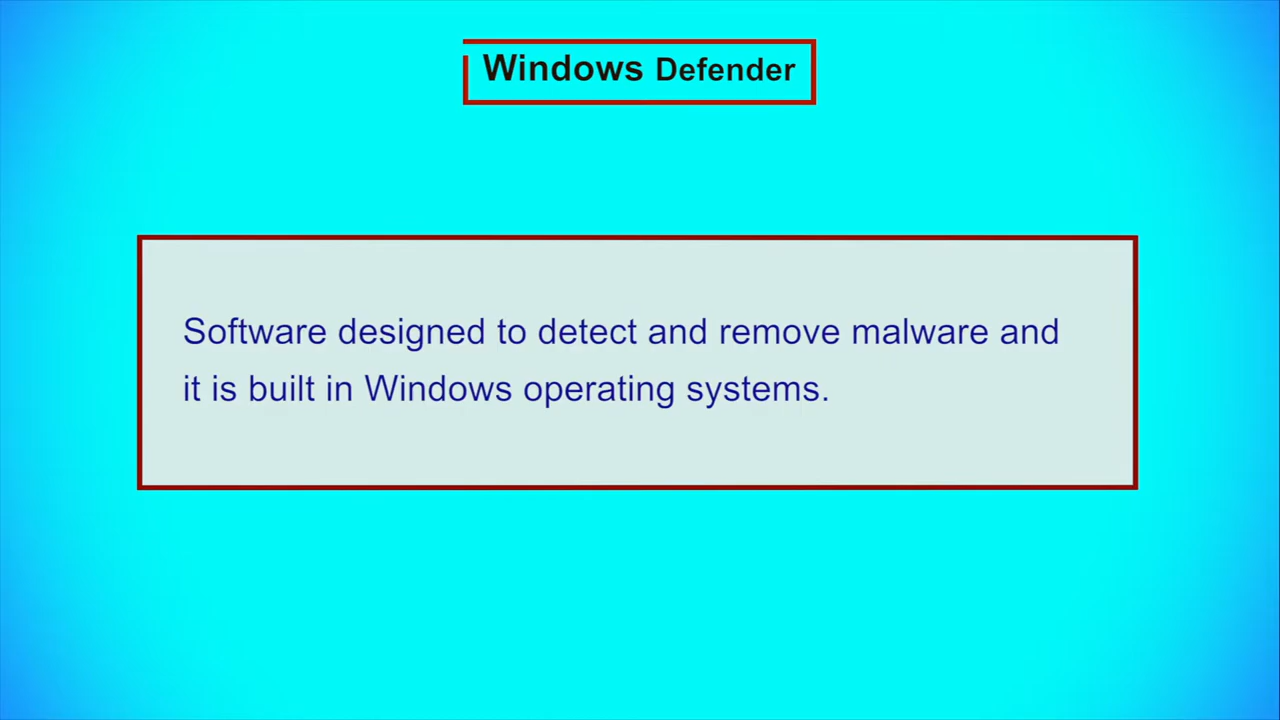 Windows Defender
Software designed to detect and remove malware and
it is built in Windows operating systems.